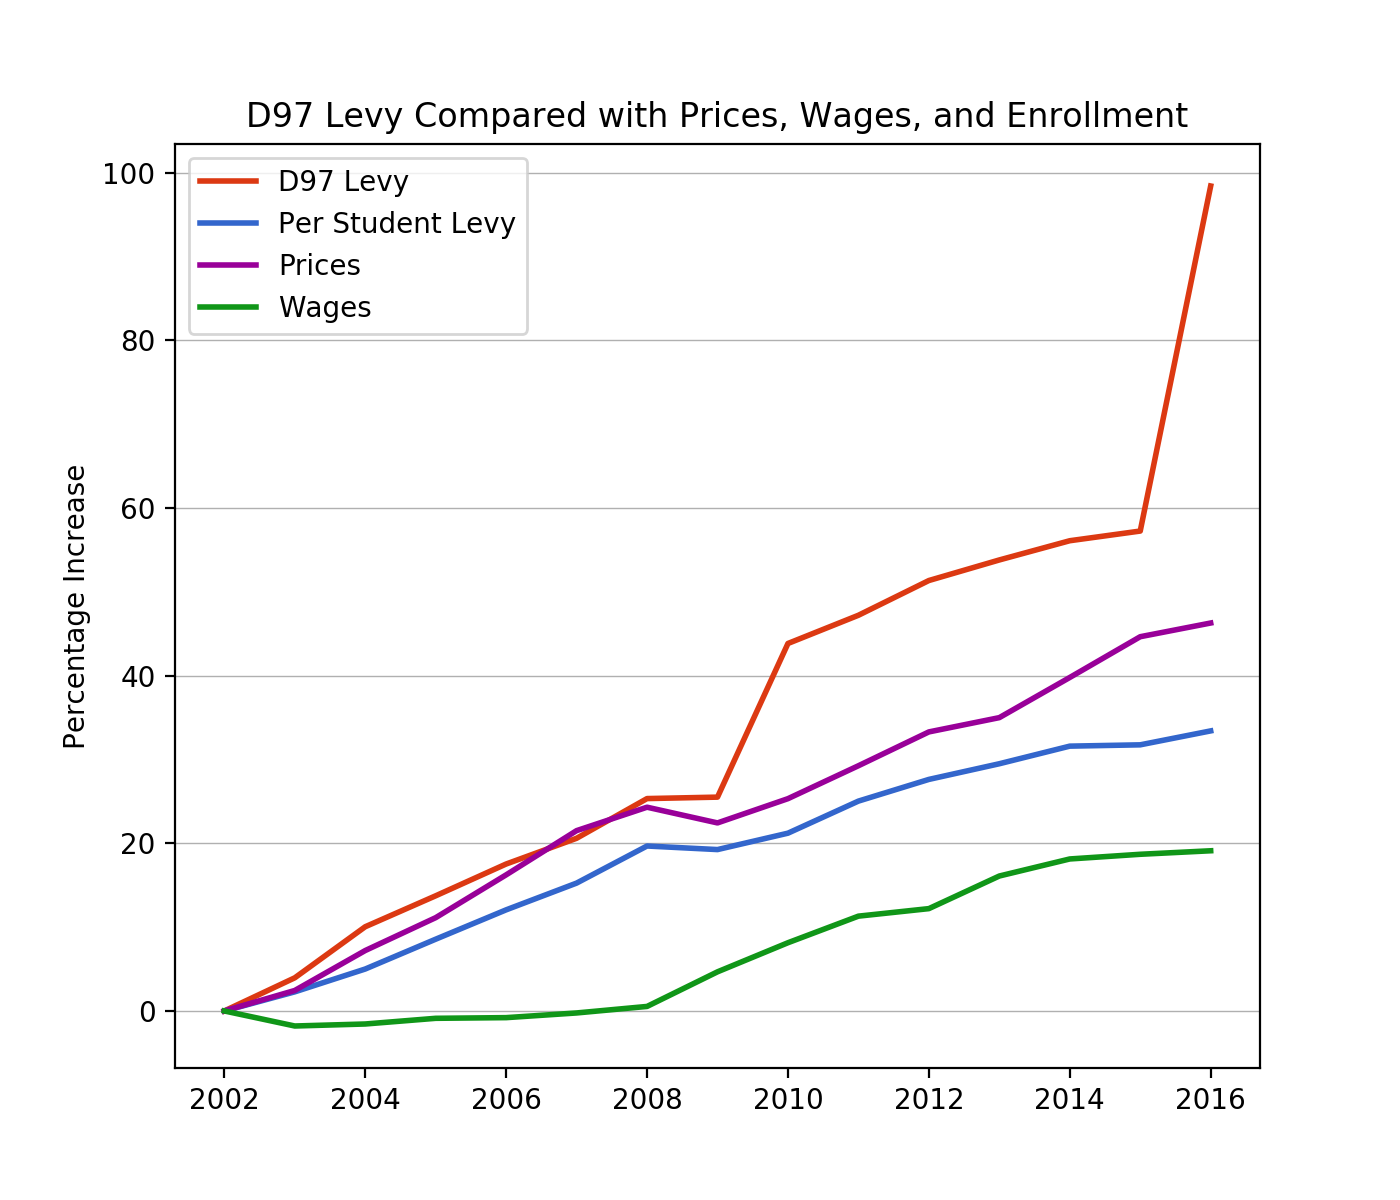 D97 Levy Compared with Prices, Wages, and Enrollment
100
80
60
40
20
0
Percentage Increase
D97 Levy
Per Student Levy
Prices
Wages
2002 2004 2006 2008 2010 2012 2014 2016